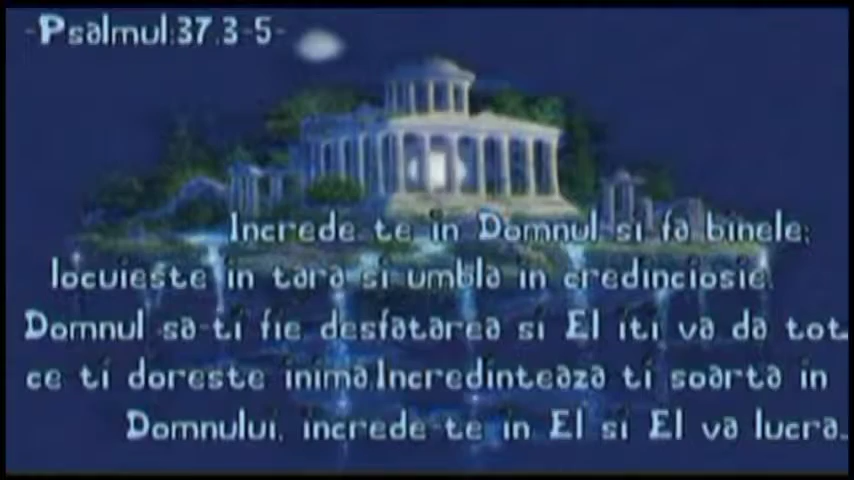 -Psalmul:37.3-5-
Increde te in Domnul si fa binele;
locuieste in tara si umbla in credinciosie.
Domnul sa-ti fie desfatarea si El iti va da tot
ce ti doreste inima.Incredinteaza ti soarta in
Domnului, increde-te in El si El va lucra.